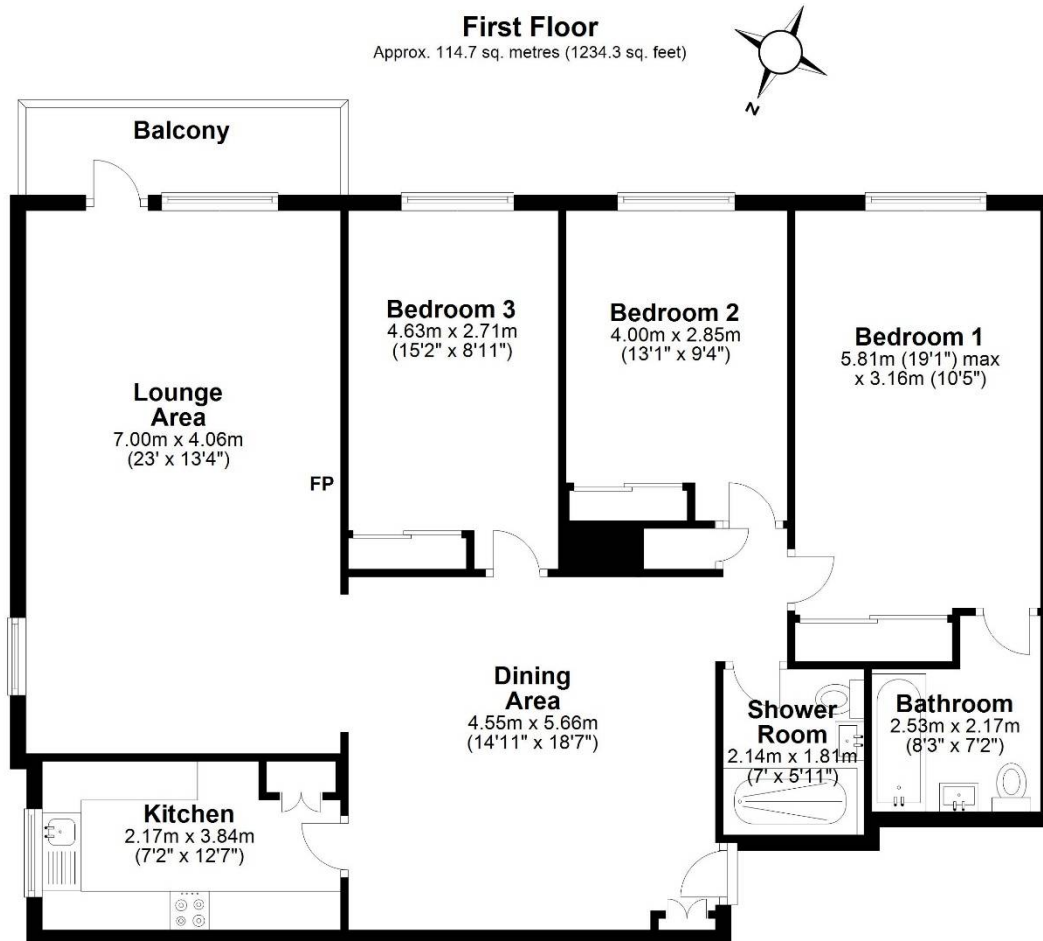 First Floor
Approx. 114.7 sq. metres (1234.3 sq. feet)
N
Balcony
Lounge
Area
7.00m x 4.06m
(23' x 13'4")
FP
Bedroom 3
4.63m x 2.71m
(15'2" x 8'11")
Bedroom 2
4.00m x 2.85m
(13'1" x 9'4")
Bedroom 1
5.81m (19'1") max
x 3.16m (10'5")
Dining
Area
4.55m x 5.66m
(14'11" x 18'7")
Shower
Room
2.14m x 1.81m
(7' x 5'11")
Bathroom
2.53m x 2.17m
(8'3" x 7'2")
Kitchen
2.17m x 3.84m
(7'2" x 12'7")